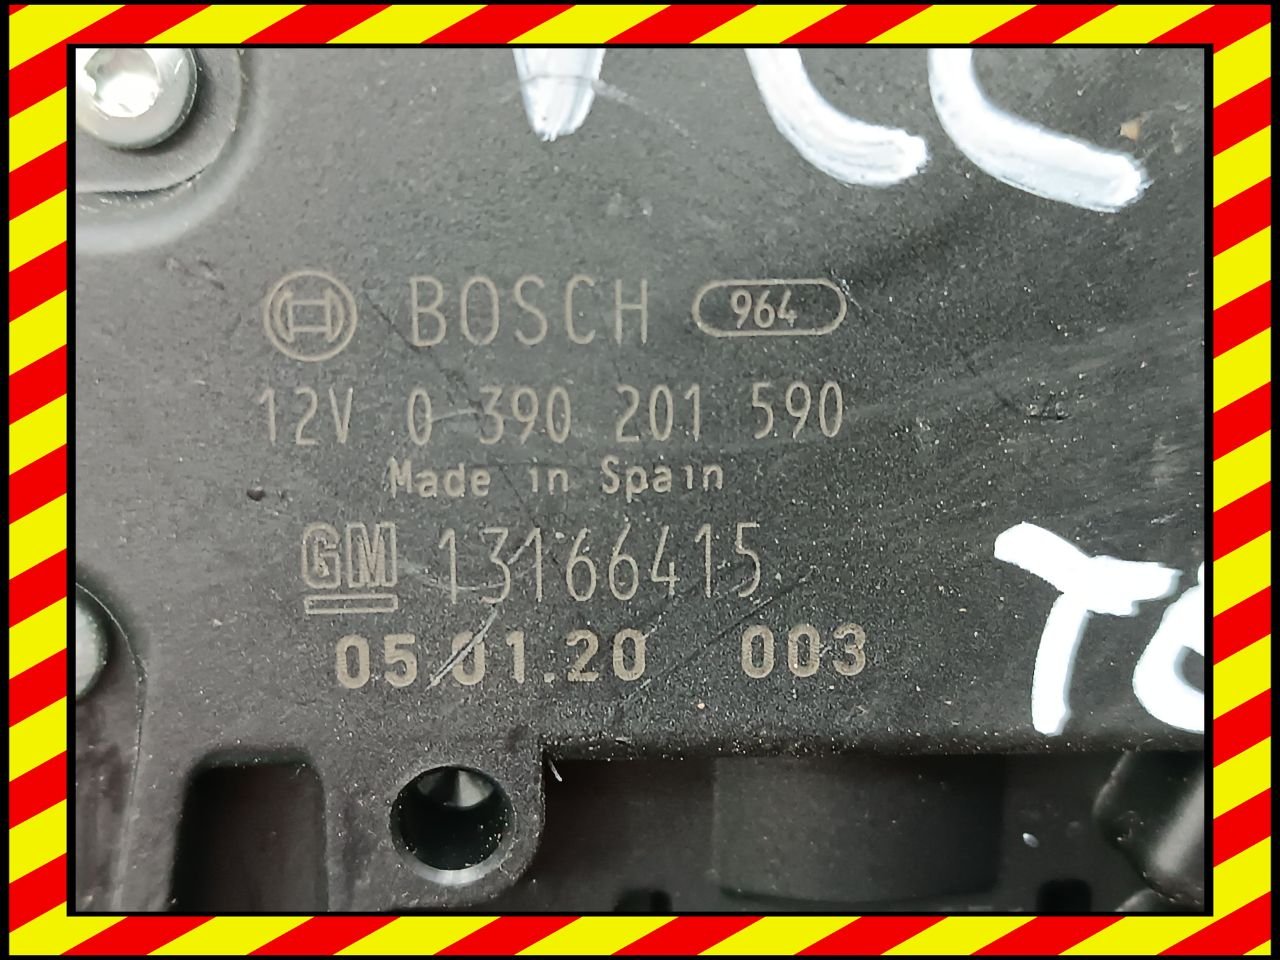 BOSCH 964
12V 0 390 201 590
Made in Spain
GM 13166415
05.01.20 003